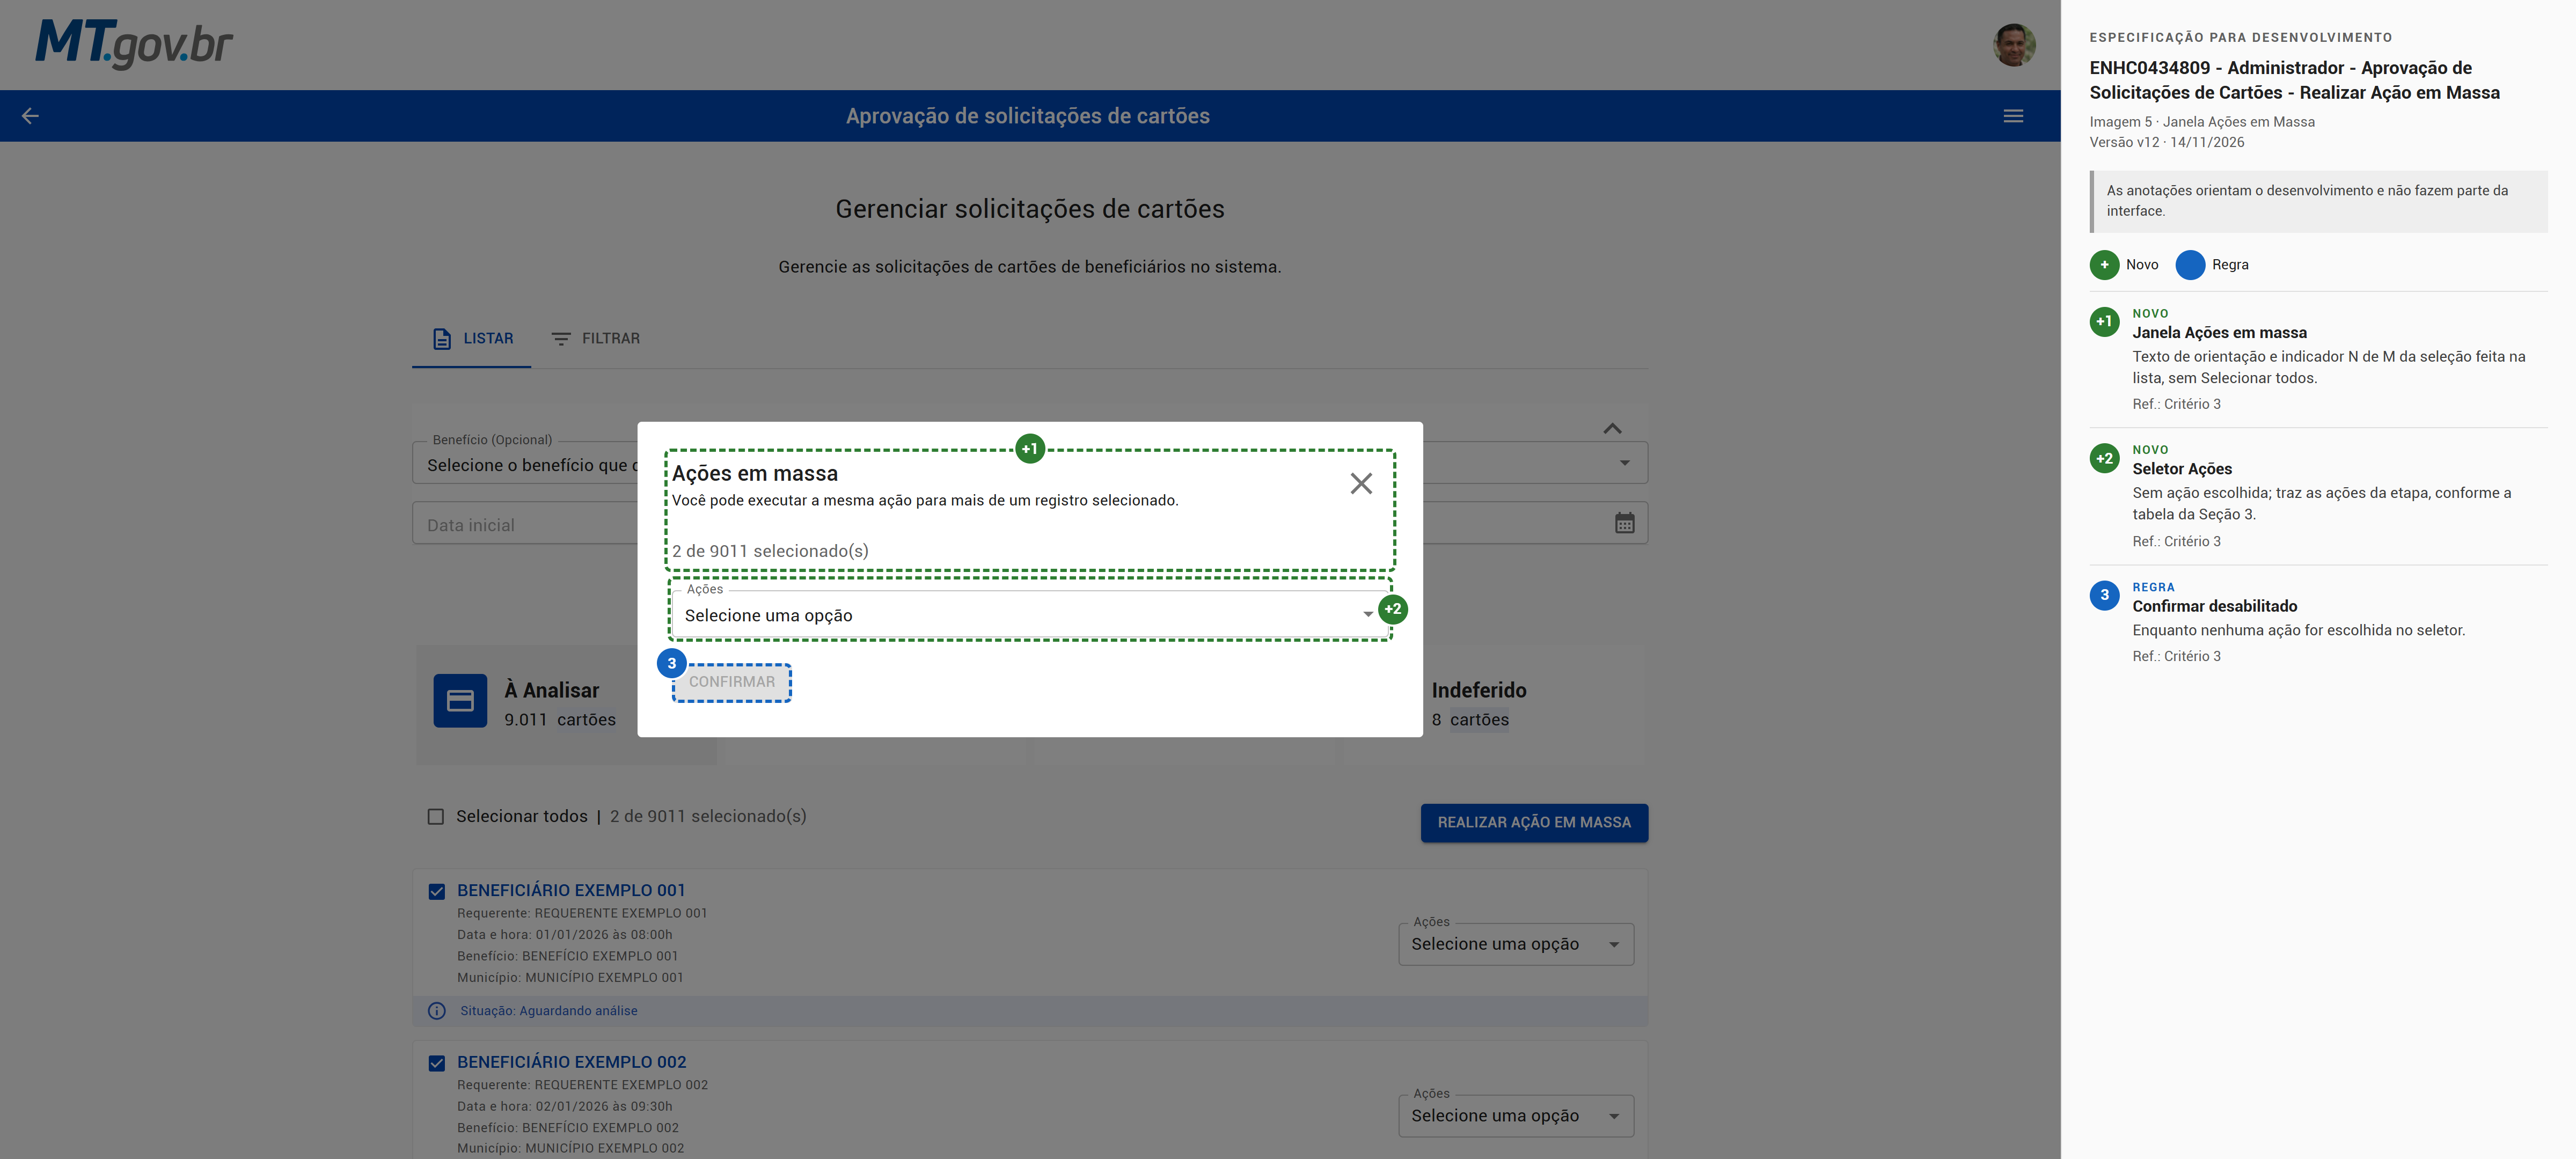 MT.gov.br
Aprovação de solicitações de cartões
Gerenciar solicitações de cartões
Gerencie as solicitações de cartões de beneficiários no sistema.
LISTAR
FILTRAR
Benefício (Opcional)
Selecione o benefício que
Data inicial
+1
Ações em massa
Você pode executar a mesma ação para mais de um registro selecionado.
2 de 9011 selecionado(s)
Ações
Selecione uma opção
+2
3
CONFIRMAR
À Analisar
9.011 cartões
Indeferido
8 cartões
Selecionar todos | 2 de 9011 selecionado(s)
REALIZAR AÇÃO EM MASSA
BENEFICIÁRIO EXEMPLO 001
Requerente: REQUERENTE EXEMPLO 001
Data e hora: 01/01/2026 às 08:00h
Benefício: BENEFÍCIO EXEMPLO 001
Município: MUNICÍPIO EXEMPLO 001
Ações
Selecione uma opção
Situação: Aguardando análise
BENEFICIÁRIO EXEMPLO 002
Requerente: REQUERENTE EXEMPLO 002
Data e hora: 02/01/2026 às 09:30h
Benefício: BENEFÍCIO EXEMPLO 002
Município: MUNICÍPIO EXEMPLO 002
Ações
Selecione uma opção
ESPECIFICAÇÃO PARA DESENVOLVIMENTO
ENHC0434809 - Administrador - Aprovação de
Solicitações de Cartões - Realizar Ação em Massa
Imagem 5 · Janela Ações em Massa
Versão v12 · 14/11/2026
As anotações orientam o desenvolvimento e não fazem parte da
interface.
+ Novo
Regra
+1
NOVO
Janela Ações em massa
Texto de orientação e indicador N de M da seleção feita na
lista, sem Selecionar todos.
Ref.: Critério 3
+2
NOVO
Seletor Ações
Sem ação escolhida; traz as ações da etapa, conforme a
tabela da Seção 3.
Ref.: Critério 3
3
REGRA
Confirmar desabilitado
Enquanto nenhuma ação for escolhida no seletor.
Ref.: Critério 3